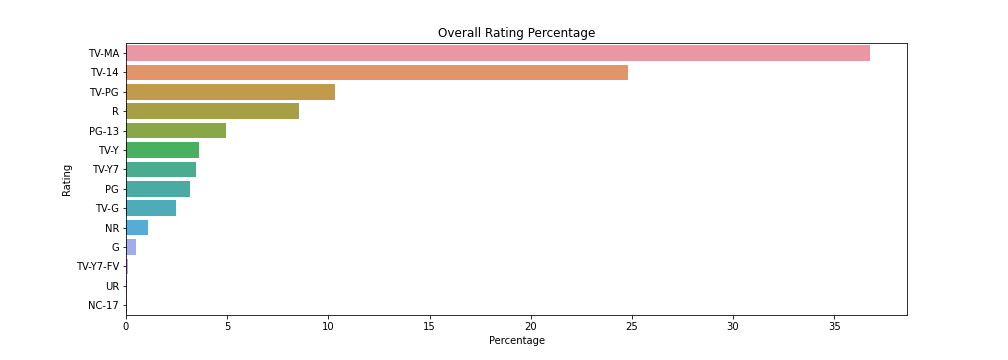 Overall Rating Percentage
TV-MA
TV-14
TV-PG
R
PG-13
TV-Y
TV-Y7
PG
TV-G
NR
G
TV-Y7-FV
UR
NC-17
Rating
0 5 10 15 20 25 30 35
Percentage